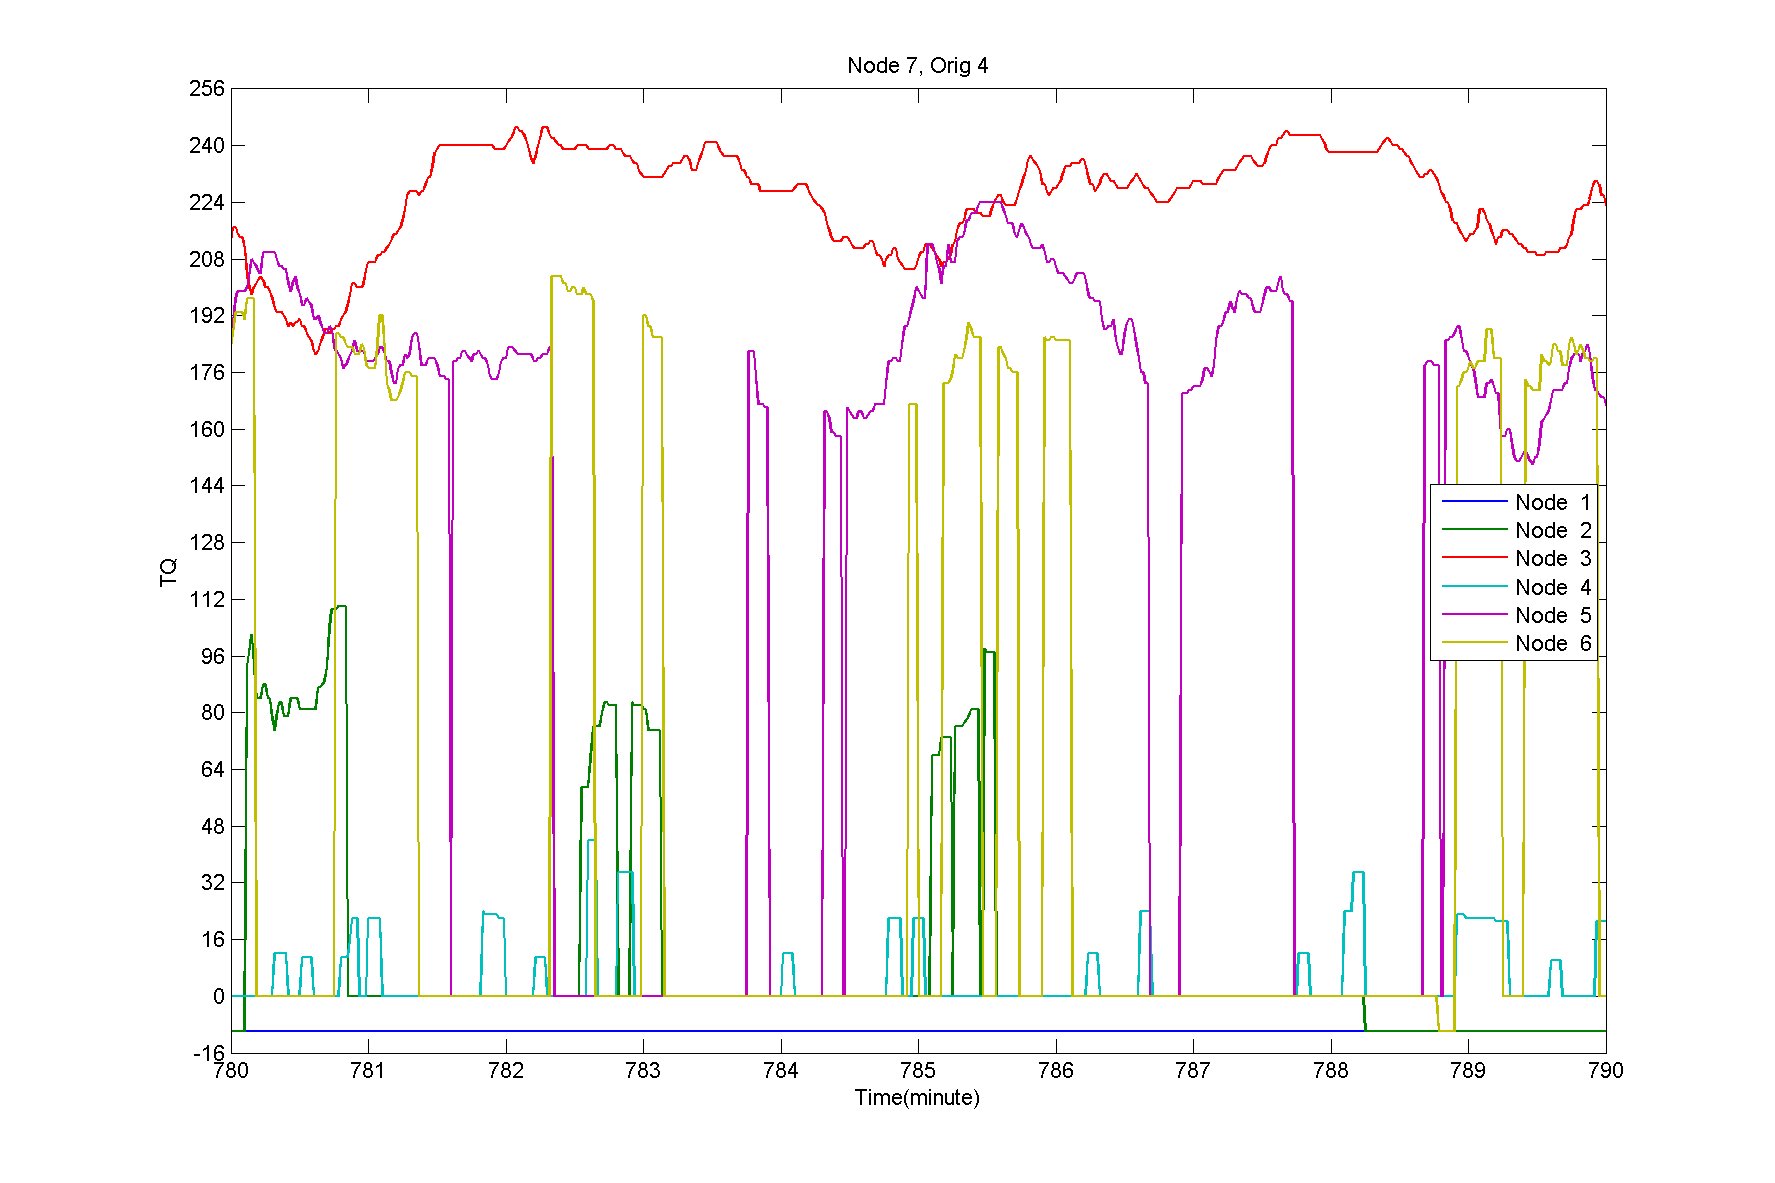 Node 7, Orig 4
256
240
224
208
192
176
160
144
128
112
96
80
64
48
32
16
0
-16
TQ
780 781 782 783 784 785 786 787 788 789 790
Time(minute)
Node 1
Node 2
Node 3
Node 4
Node 5
Node 6